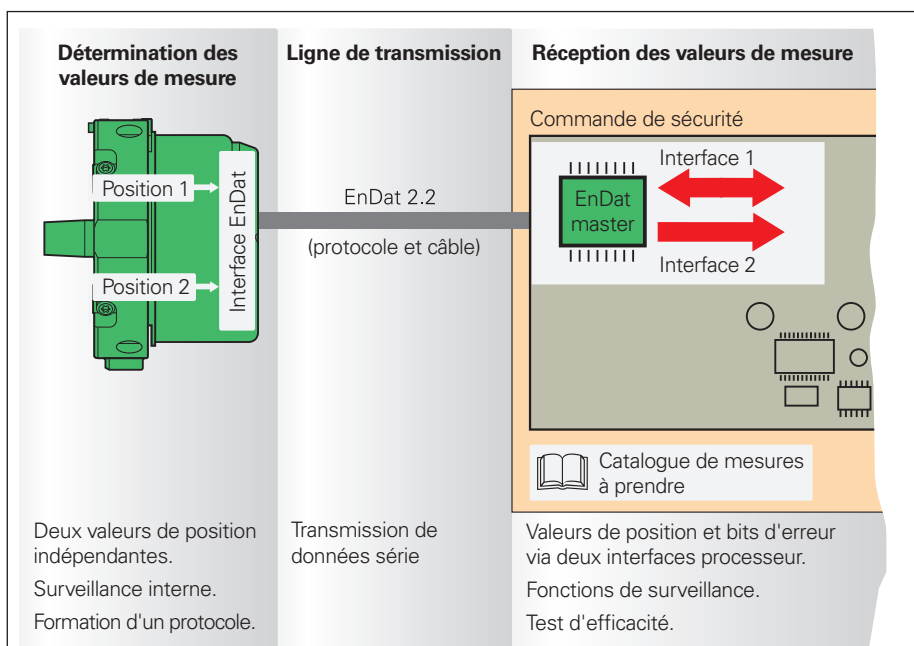 Détermination des
valeurs de mesure
Ligne de transmission
Réception des valeurs de mesure
Position 1
Position 2
Interface EnDat
EnDat 2.2
(protocole et câble)
Commande de sécurité
EnDat
master
Interface 1
Interface 2
Catalogue de mesures
à prendre
Deux valeurs de position
indépendantes.
Surveillance interne.
Formation d'un protocole.
Transmission de
données série
Valeurs de position et bits d'erreur
via deux interfaces processeur.
Fonctions de surveillance.
Test d'efficacité.